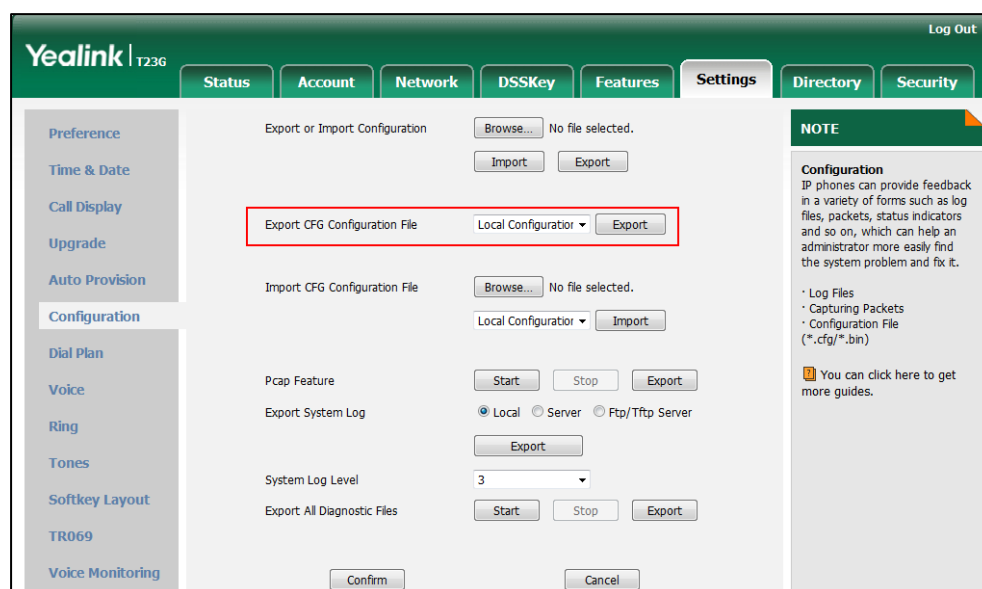 Log Out
Yealink T23G
Status Account Network DSSKey Features Settings Directory Security
Preference
Time & Date
Call Display
Upgrade
Auto Provision
Configuration
Dial Plan
Voice
Ring
Tones
Softkey Layout
TR069
Voice Monitoring
Export or Import Configuration Browse... No file selected.
Import Export
Export CFG Configuration File Local Configuration Export
Import CFG Configuration File Browse... No file selected.
Local Configuration Import
Pcap Feature Start Stop Export
Export System Log Local Server Ftp/Tftp Server
Export
System Log Level 3
Export All Diagnostic Files Start Stop Export
Confirm Cancel
NOTE
Configuration
IP phones can provide feedback
in a variety of forms such as log
files, packets, status indicators
and so on, which can help an
administrator more easily find
the system problem and fix it.
· Log Files
· Capturing Packets
· Configuration File
(*.cfg/*.bin)
? You can click here to get
more guides.